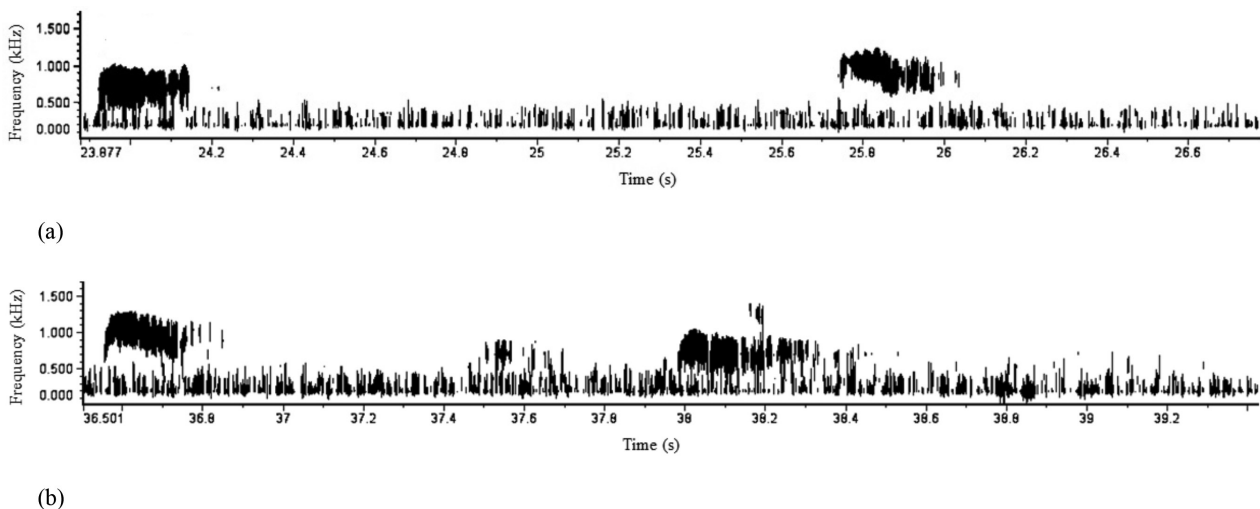 Frequency (kHz)
1.500
1.000
0.500
0.000
23.877 24.2 24.4 24.6 24.8 25 25.2 25.4 25.6 25.8 26 26.2 26.4 26.6
Time (s)
(a)
Frequency (kHz)
1.500
1.000
0.500
0.000
36.501 36.8 37 37.2 37.4 37.6 37.8 38 38.2 38.4 38.6 38.8 39 39.2
Time (s)
(b)